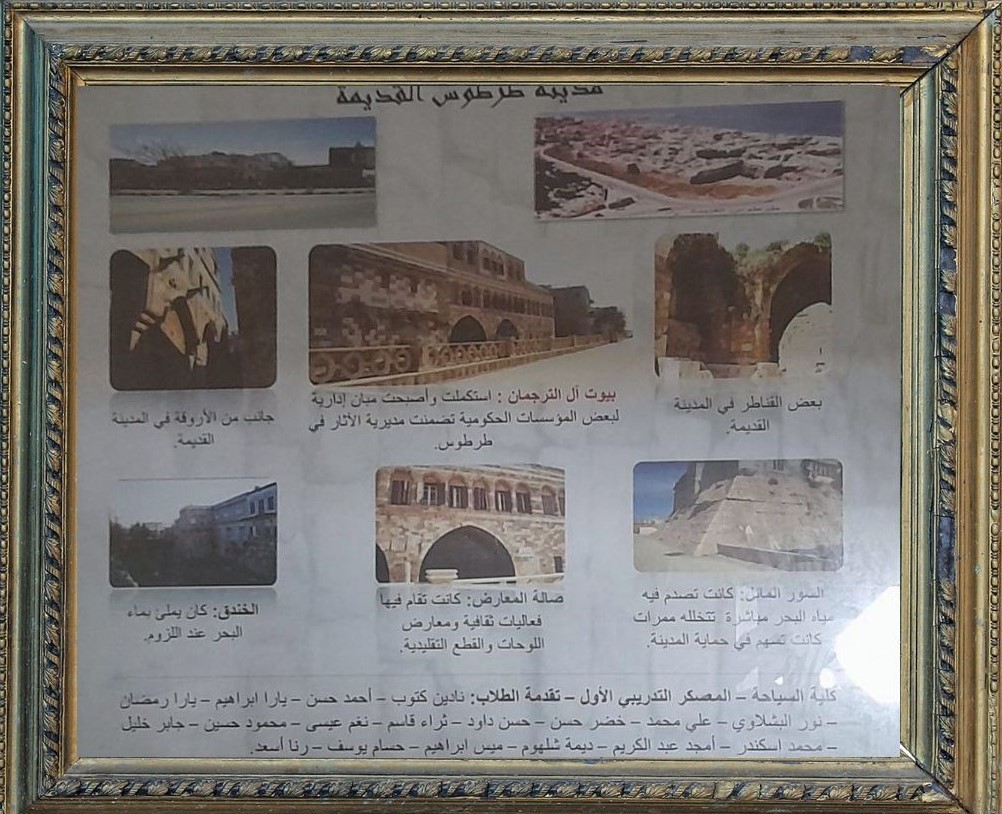 مدينة طرطوس القديمة
بعض القناطر في المدينة
القديمة.
بيوت آل الترجمان : استكملت وأصبحت مبان إدارية
لبعض المؤسسات الحكومية تضمنت مديرية الآثار في
طرطوس.
جانب من الأروقة في المدينة
القديمة.
السور المائل: كانت تصدم فيه
مياه البحر مباشرة تتخلله ممرات
كانت تسهم في حماية المدينة.
صالة المعارض: كانت تقام فيها
فعاليات ثقافية ومعارض
اللوحات والقطع التقليدية.
الخندق: كان يملئ بماء
البحر عند اللزوم.
كلية السياحة – المعسكر التدريبي الأول – تقدمة الطلاب: نادين كتوب – أحمد حسن – يارا ابراهيم – يارا رمضان
– نور البشلاوي – علي محمد – خضر حسن – حسن داود – ثراء قاسم – نغم عيسى – محمود حسين – جابر خليل
– محمد اسكندر – أمجد عبد الكريم – ديمة شلهوم – ميس ابراهيم – حسام يوسف – رنا أسعد.